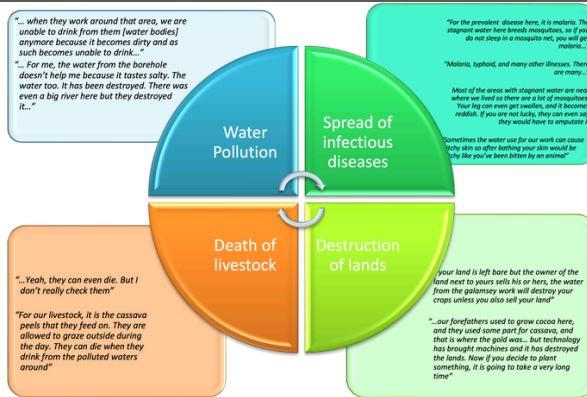 "... when they work around that area, we are
unable to drink from them [water bodies]
anymore because it becomes dirty and as
such becomes unable to drink..."
"... For me, the water from the borehole
doesn't help me because it tastes salty. The
water too. It has been destroyed. There was
even a big river here but they destroyed
it..."
"For the prevalent disease here, it is malaria. The
stagnant water here breeds mosquitoes, so if you
do not sleep in a mosquito net, you will get
malaria...
"Malaria, typhoid, and many other illnesses. There
are many...
Most of the areas with stagnant water are near
where we lived so there are a lot of mosquitoes.
Your leg can even get swollen, and it becomes
reddish. If you are not lucky, they can even say
they would have to amputate
"Sometimes the water use for our work can cause
itchy skin so after bathing your skin would be
itchy like you've been bitten by an animal"
Water
Pollution
Spread of
infectious
diseases
Death of
livestock
Destruction
of lands
"...Yeah, they can even die. But I
don't really check them"
"For our livestock, it is the cassava
peels that they feed on. They are
allowed to graze outside during
the day. They can die when they
drink from the polluted waters
around"
your land is left bare but the owner of the
land next to yours sells his or hers, the water
from the galamsey work will destroy your
crops unless you also sell your land"
"...our forefathers used to grow cocoa here,
and they used some part for cassava, and
that is where the gold was... but technology
has brought machines and it has destroyed
the lands. Now if you decide to plant
something, it is going to take a very long
time"